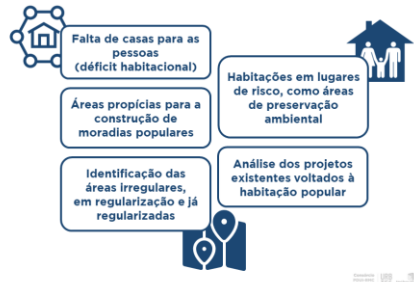 Falta de casas para as
pessoas
(déficit habitacional)
Áreas propícias para a
construção de
moradias populares
Identificação das
áreas irregulares,
em regularização e já
regularizadas
Habitações em lugares
de risco, como áreas
de preservação
ambiental
Análise dos projetos
existentes voltados à
habitação popular